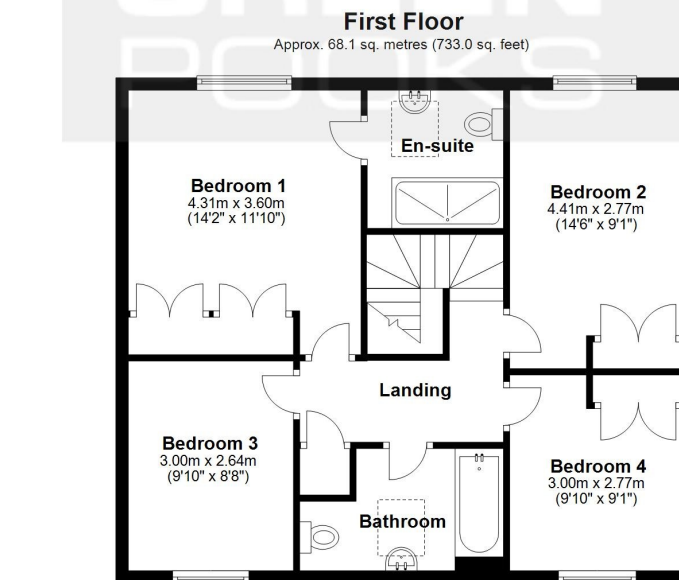 First Floor
Approx. 68.1 sq. metres (733.0 sq. feet)
POOKS
En-suite
Bedroom 1
4.31m x 3.60m
(14'2" x 11'10")
Bedroom 2
4.41m x 2.77m
(14'6" x 9'1")
Landing
Bedroom 3
3.00m x 2.64m
(9'10" x 8'8")
Bedroom 4
3.00m x 2.77m
(9'10" x 9'1")
Bathroom